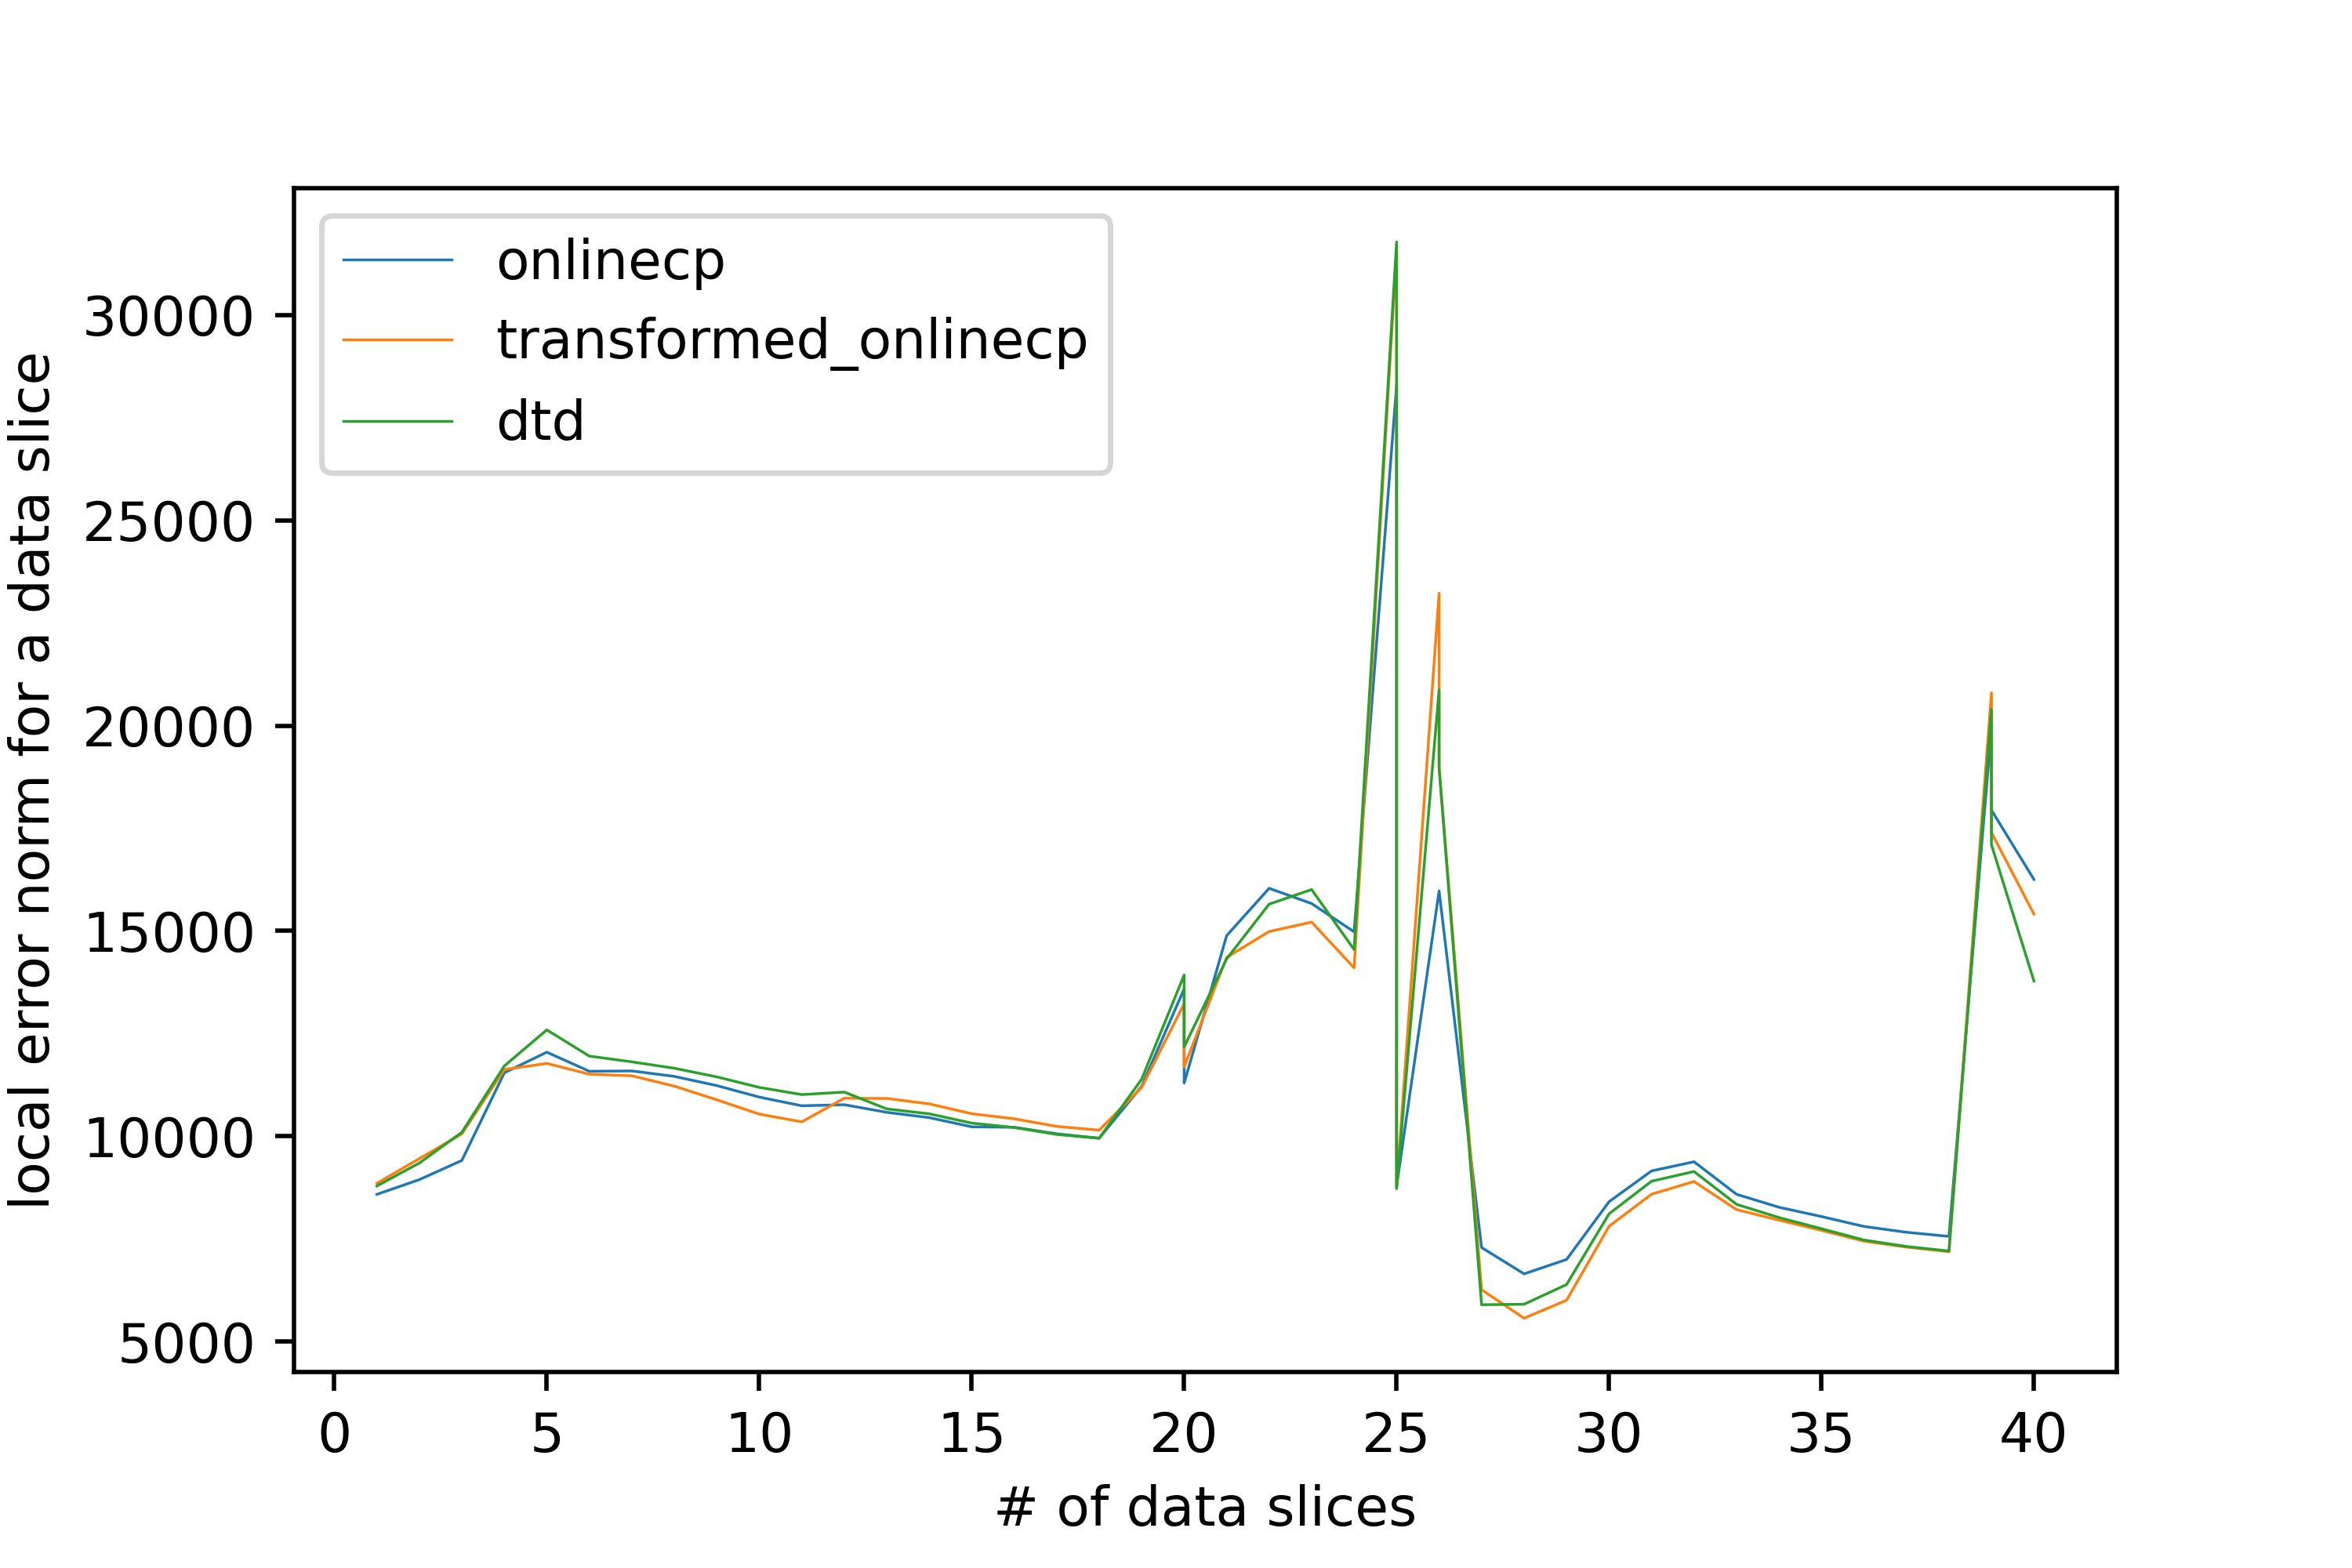 onlinecp
transformed_onlinecp
dtd
local error norm for a data slice
30000
25000
20000
15000
10000
5000
0 5 10 15 20 25 30 35 40
# of data slices